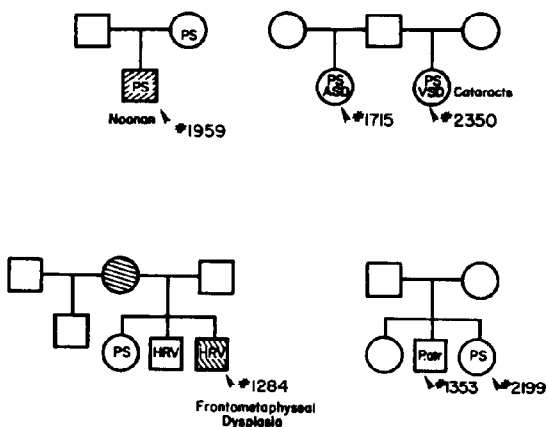 PS
PS
Noonan
#1959
PS
ASD
#1715
PS
VSD
Cataracts
#2350
PS
HRV
HRV
#1284
Frontometaphyseal
Dysplasia
P.atr
#1353
PS
#2199